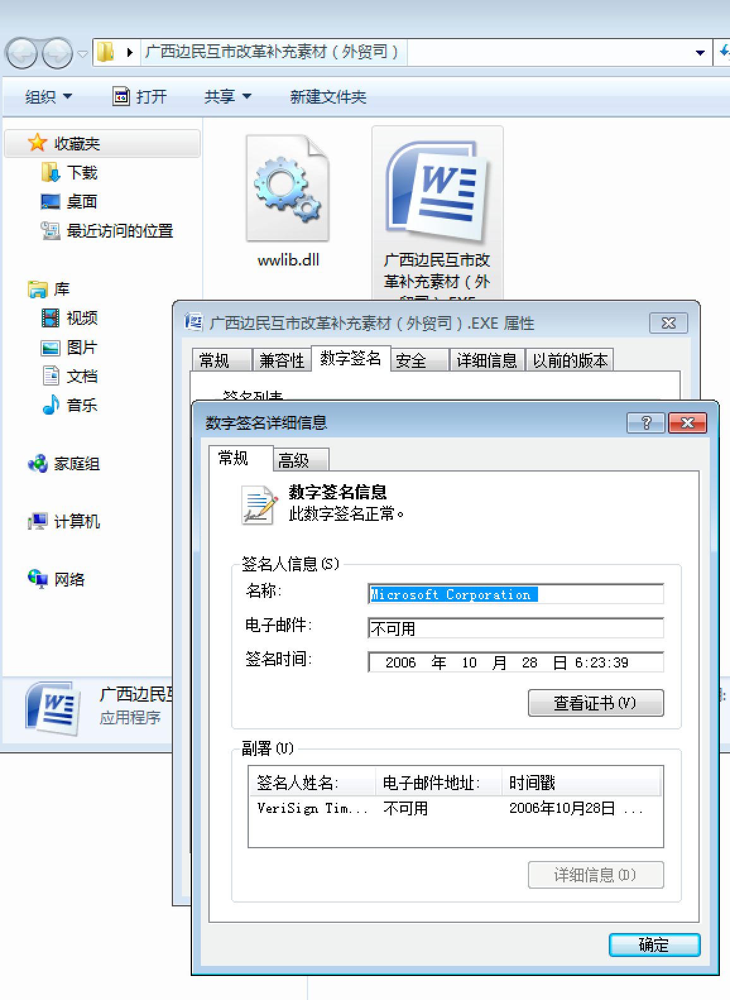 广西边民互市改革补充素材（外贸司）
组织
打开
共享
新建文件夹
收藏夹
下载
桌面
最近访问的位置
库
视频
图片
文档
音乐
家庭组
计算机
网络
wwlib.dll
广西边民互市改
革补充素材（外
贸司）.EXE
广西边民互市改革补充素材（外贸司）.EXE 属性
常规
兼容性
数字签名
安全
详细信息
以前的版本
签名列表
数字签名详细信息
常规
高级
数字签名信息
此数字签名正常。
签名人信息(S)
名称:
Microsoft Corporation
电子邮件:
不可用
签名时间:
2006 年 10 月 28 日 6:23:39
查看证书(V)
副署(U)
签名人姓名:
电子邮件地址:
时间戳
VeriSign Tim...
不可用
2006年10月28日 ...
详细信息(D)
确定
广西边民互
应用程序